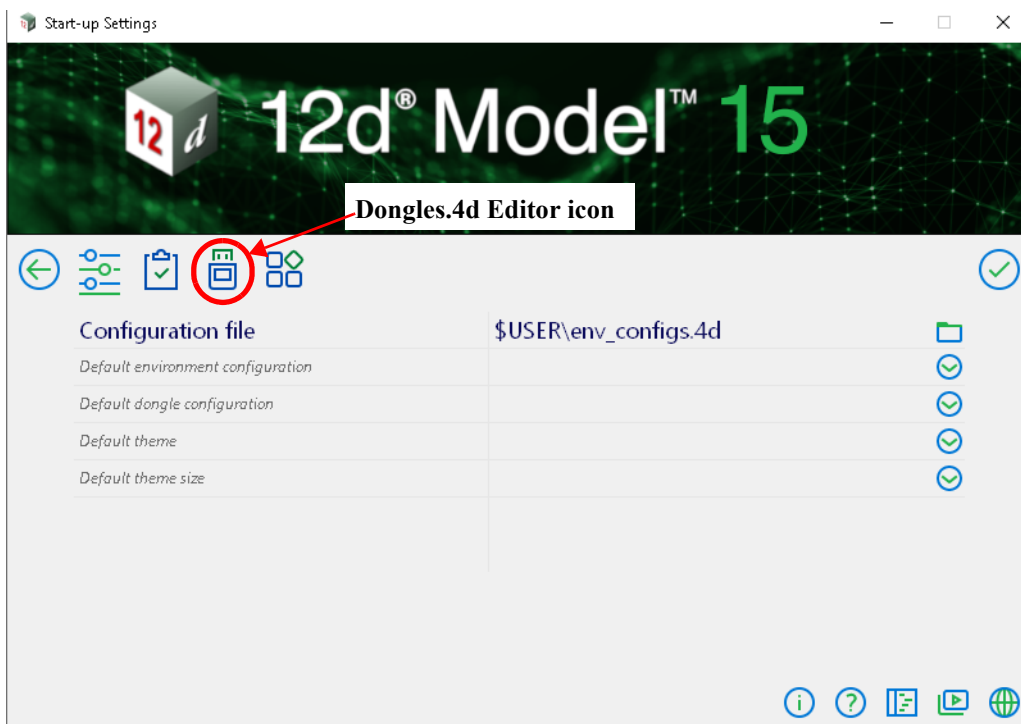 Start-up Settings
12 d 12d® Model™ 15
Dongles.4d Editor icon
Configuration file $USER\env_configs.4d
Default environment configuration
Default dongle configuration
Default theme
Default theme size